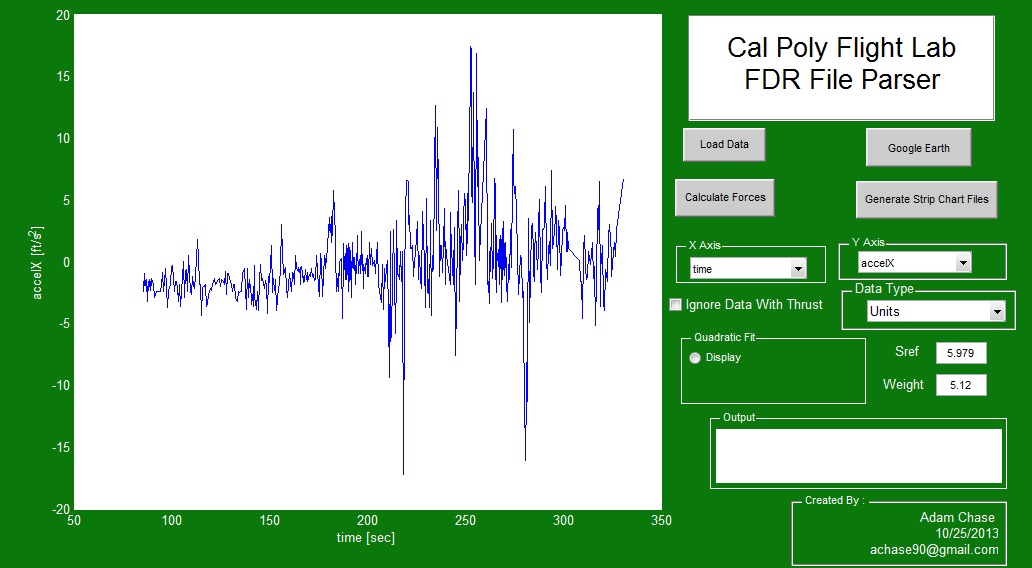 Cal Poly Flight Lab
FDR File Parser
Load Data
Google Earth
Calculate Forces
Generate Strip Chart Files
X Axis
time
Y Axis
accelX
Ignore Data With Thrust
Data Type
Units
Quadratic Fit
Display
Sref
5.979
Weight
5.12
Output
Created By :
Adam Chase
10/25/2013
achase90@gmail.com
20
15
10
5
0
-5
-10
-15
-20
accelX [ft/s²]
50
100
150
200
250
300
350
time [sec]